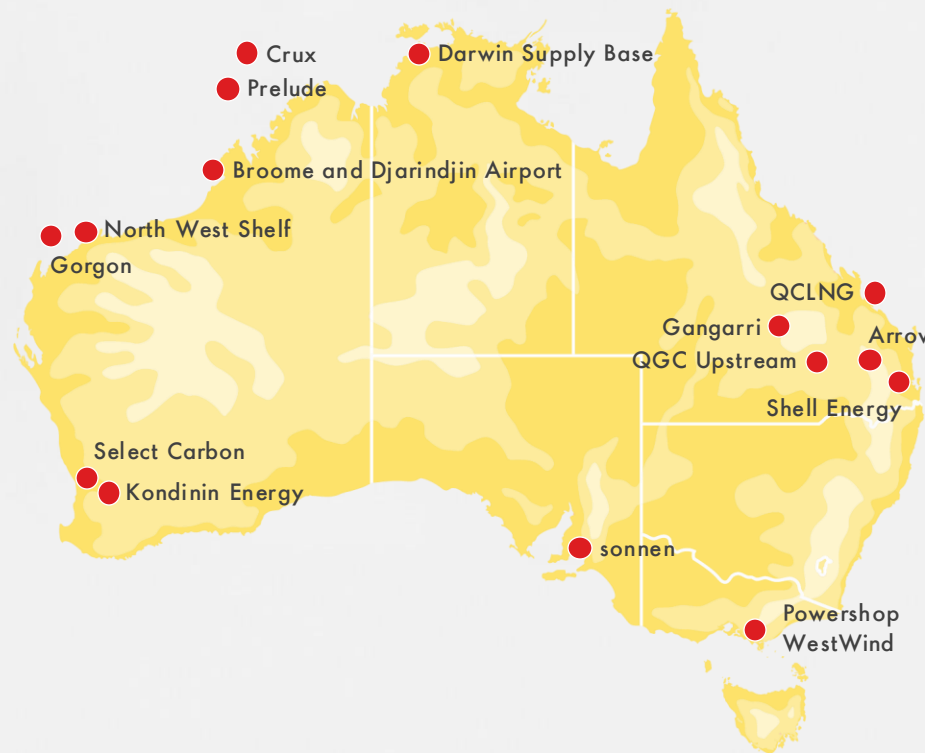 Crux
Darwin Supply Base
Prelude
Broome and Djarindjin Airport
North West Shelf
Gorgon
QCLNG
Gangarri
Arrov
QGC Upstream
Shell Energy
Select Carbon
Kondinin Energy
sonnen
Powershop
WestWind